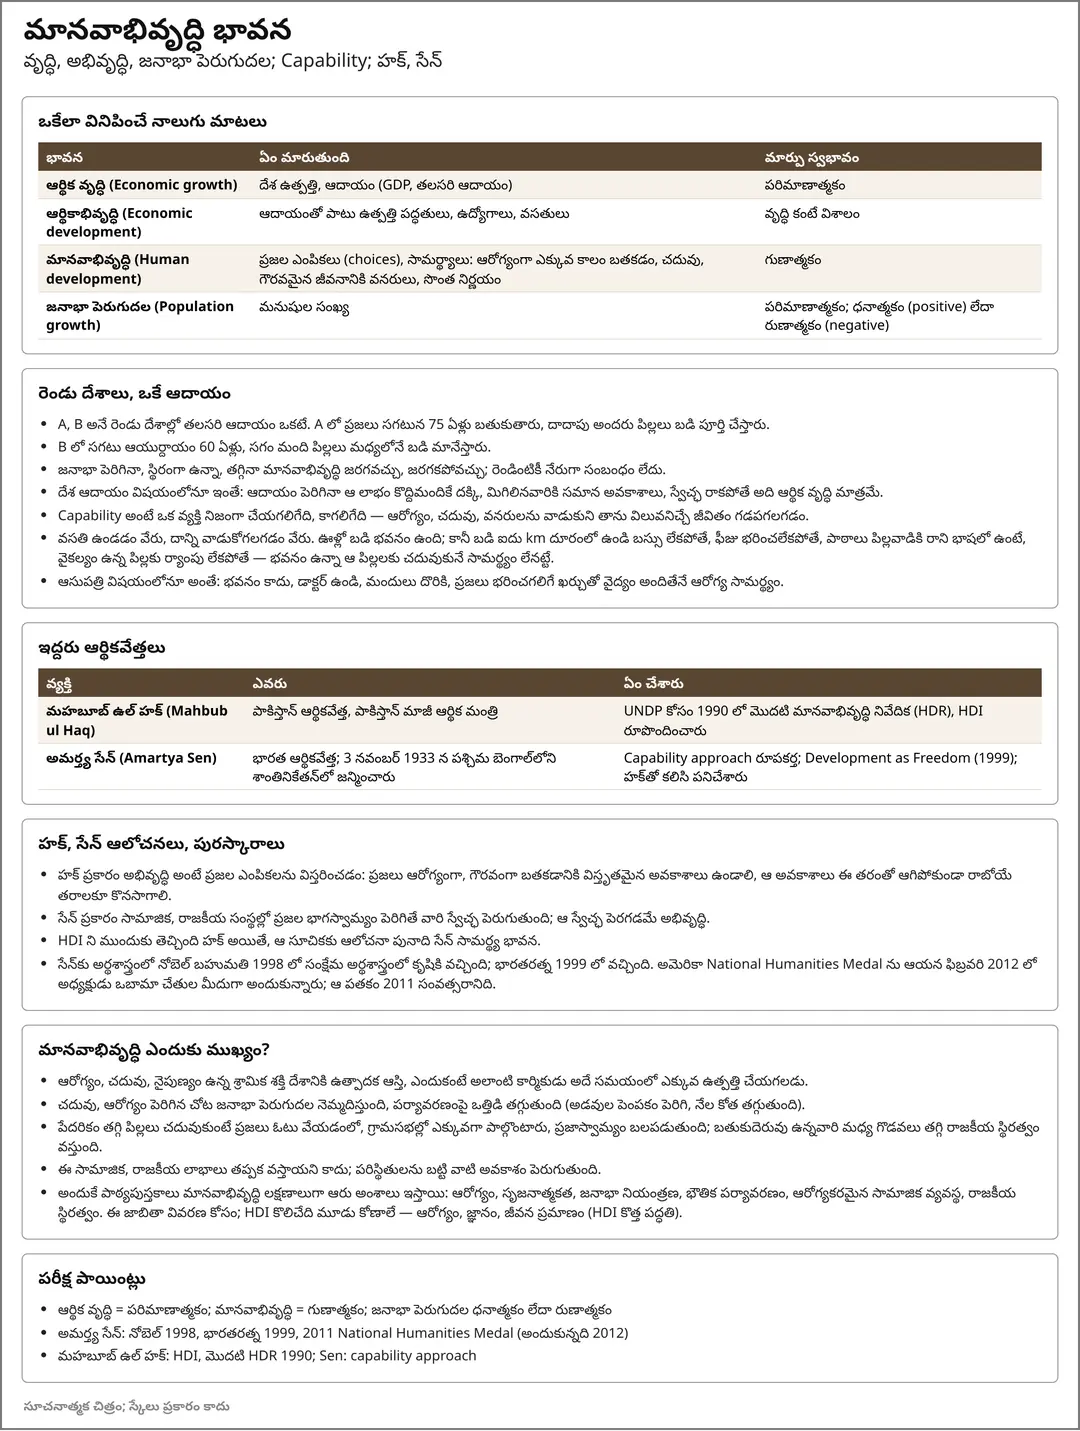 మానవాభివృద్ధి భావన
వృద్ధి, అభివృద్ధి, జనాభా పెరుగుదల; Capability; హక్, సేన్
ఒకేలా వినిపించే నాలుగు మాటలు
భావన ఏం మారుతుంది మార్పు స్వభావం
ఆర్థిక వృద్ధి (Economic growth) దేశ ఉత్పత్తి, ఆదాయం (GDP, తలసరి ఆదాయం) పరిమాణాత్మకం
ఆర్థికాభివృద్ధి (Economic ఆదాయంతో పాటు ఉత్పత్తి పద్ధతులు, ఉద్యోగాలు, వసతులు వృద్ధి కంటే విశాలం
development)
మానవాభివృద్ధి (Human ప్రజల ఎంపికలు (choices), సామర్థ్యాలు: ఆరోగ్యంగా ఎక్కువ కాలం బతకడం, చదువు, గుణాత్మకం
development) గౌరవమైన జీవనానికి వనరులు, సొంత నిర్ణయం
జనాభా పెరుగుదల (Population మనుషుల సంఖ్య పరిమాణాత్మకం; ధనాత్మకం (positive) లేదా
growth) రుణాత్మకం (negative)
రెండు దేశాలు, ఒకే ఆదాయం
• A, B అనే రెండు దేశాల్లో తలసరి ఆదాయం ఒకటే. A లో ప్రజలు సగటున 75 ఏళ్లు బతుకుతారు, దాదాపు అందరు పిల్లలు బడి పూర్తి చేస్తారు.
• B లో సగటు ఆయుర్దాయం 60 ఏళ్లు, సగం మంది పిల్లలు మధ్యలోనే బడి మానేస్తారు.
• జనాభా పెరిగినా, స్థిరంగా ఉన్నా, తగ్గినా మానవాభివృద్ధి జరగవచ్చు, జరగకపోవచ్చు; రెండింటికీ నేరుగా సంబంధం లేదు.
• దేశ ఆదాయం విషయంలోనూ ఇంతే: ఆదాయం పెరిగినా ఆ లాభం కొద్దిమందికే దక్కి, మిగిలినవారికి సమాన అవకాశాలు, స్వేచ్ఛ రాకపోతే అది ఆర్థిక వృద్ధి మాత్రమే.
• Capability అంటే ఒక వ్యక్తి నిజంగా చేయగలిగేది, కాగలిగేది — ఆరోగ్యం, చదువు, వనరులను వాడుకుని తాను విలువనిచ్చే జీవితం గడపగలగడం.
• వసతి ఉండడం వేరు, దాన్ని వాడుకోగలగడం వేరు. ఊళ్లో బడి భవనం ఉంది; కానీ బడి ఐదు km దూరంలో ఉండి బస్సు లేకపోతే, ఫీజు భరించలేకపోతే, పాఠాలు పిల్లవాడికి రాని భాషలో ఉంటే,
వైకల్యం ఉన్న పిల్లకు ర్యాంపు లేకపోతే — భవనం ఉన్నా ఆ పిల్లలకు చదువుకునే సామర్థ్యం లేనట్టే.
• ఆసుపత్రి విషయంలోనూ అంతే: భవనం కాదు, డాక్టర్ ఉండి, మందులు దొరికి, ప్రజలు భరించగలిగే ఖర్చుతో వైద్యం అందితేనే ఆరోగ్య సామర్థ్యం.
ఇద్దరు ఆర్థికవేత్తలు
వ్యక్తి ఎవరు ఏం చేశారు
మహబూబ్ ఉల్ హక్ (Mahbub పాకిస్తాన్ ఆర్థికవేత్త, పాకిస్తాన్ మాజీ ఆర్థిక మంత్రి UNDP కోసం 1990 లో మొదటి మానవాభివృద్ధి నివేదిక (HDR), HDI
ul Haq) రూపొందించారు
అమర్త్య సేన్ (Amartya Sen) భారత ఆర్థికవేత్త; 3 నవంబర్ 1933 న పశ్చిమ బెంగాల్‌లోని Capability approach రూపకర్త; Development as Freedom (1999);
శాంతినికేతన్‌లో జన్మించారు హక్‌తో కలిసి పనిచేశారు
హక్, సేన్ ఆలోచనలు, పురస్కారాలు
• హక్ ప్రకారం అభివృద్ధి అంటే ప్రజల ఎంపికలను విస్తరించడం: ప్రజలు ఆరోగ్యంగా, గౌరవంగా బతకడానికి విస్తృతమైన అవకాశాలు ఉండాలి, ఆ అవకాశాలు ఈ తరంతో ఆగిపోకుండా రాబోయే
తరాలకూ కొనసాగాలి.
• సేన్ ప్రకారం సామాజిక, రాజకీయ సంస్థల్లో ప్రజల భాగస్వామ్యం పెరిగితే వారి స్వేచ్ఛ పెరుగుతుంది; ఆ స్వేచ్ఛ పెరగడమే అభివృద్ధి.
• HDI ని ముందుకు తెచ్చింది హక్ అయితే, ఆ సూచికకు ఆలోచనా పునాది సేన్ సామర్థ్య భావన.
• సేన్‌కు అర్థశాస్త్రంలో నోబెల్ బహుమతి 1998 లో సంక్షేమ అర్థశాస్త్రంలో కృషికి వచ్చింది; భారతరత్న 1999 లో వచ్చింది. అమెరికా National Humanities Medal ను ఆయన ఫిబ్రవరి 2012 లో
అధ్యక్షుడు ఒబామా చేతుల మీదుగా అందుకున్నారు; ఆ పతకం 2011 సంవత్సరానిది.
మానవాభివృద్ధి ఎందుకు ముఖ్యం?
• ఆరోగ్యం, చదువు, నైపుణ్యం ఉన్న శ్రామిక శక్తి దేశానికి ఉత్పాదక ఆస్తి, ఎందుకంటే అలాంటి కార్మికుడు అదే సమయంలో ఎక్కువ ఉత్పత్తి చేయగలడు.
• చదువు, ఆరోగ్యం పెరిగిన చోట జనాభా పెరుగుదల నెమ్మదిస్తుంది, పర్యావరణంపై ఒత్తిడి తగ్గుతుంది (అడవుల పెంపకం పెరిగి, నేల కోత తగ్గుతుంది).
• పేదరికం తగ్గి పిల్లలు చదువుకుంటే ప్రజలు ఓటు వేయడంలో, గ్రామసభల్లో ఎక్కువగా పాల్గొంటారు, ప్రజాస్వామ్యం బలపడుతుంది; బతుకుదెరువు ఉన్నవారి మధ్య గొడవలు తగ్గి రాజకీయ స్థిరత్వం
వస్తుంది.
• ఈ సామాజిక, రాజకీయ లాభాలు తప్పక వస్తాయని కాదు; పరిస్థితులను బట్టి వాటి అవకాశం పెరుగుతుంది.
• అందుకే పాఠ్యపుస్తకాలు మానవాభివృద్ధి లక్షణాలుగా ఆరు అంశాలు ఇస్తాయి: ఆరోగ్యం, సృజనాత్మకత, జనాభా నియంత్రణ, భౌతిక పర్యావరణం, ఆరోగ్యకరమైన సామాజిక వ్యవస్థ, రాజకీయ
స్థిరత్వం. ఈ జాబితా వివరణ కోసం; HDI కొలిచేది మూడు కోణాలే — ఆరోగ్యం, జ్ఞానం, జీవన ప్రమాణం (HDI కొత్త పద్ధతి).
పరీక్ష పాయింట్లు
• ఆర్థిక వృద్ధి = పరిమాణాత్మకం; మానవాభివృద్ధి = గుణాత్మకం; జనాభా పెరుగుదల ధనాత్మకం లేదా రుణాత్మకం
• అమర్త్య సేన్: నోబెల్ 1998, భారతరత్న 1999, 2011 National Humanities Medal (అందుకున్నది 2012)
• మహబూబ్ ఉల్ హక్: HDI, మొదటి HDR 1990; Sen: capability approach
సూచనాత్మక చిత్రం; స్కేలు ప్రకారం కాదు